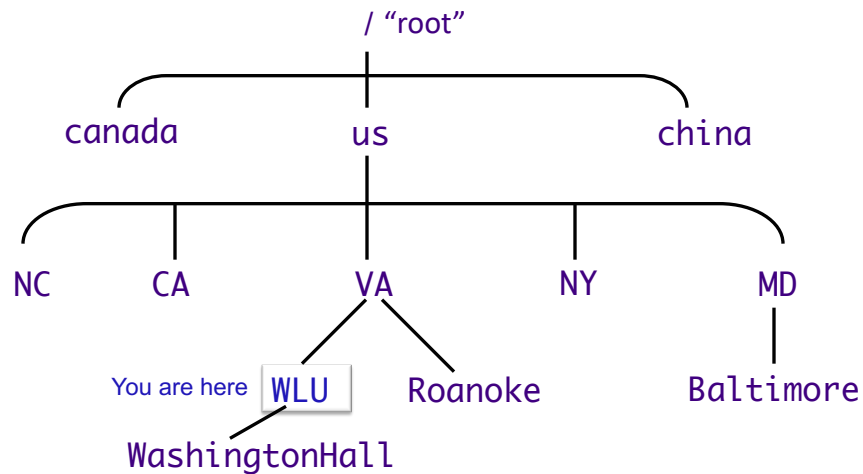 / “root”
canada us china
NC CA VA NY MD
You are here WLU Roanoke Baltimore
WashingtonHall